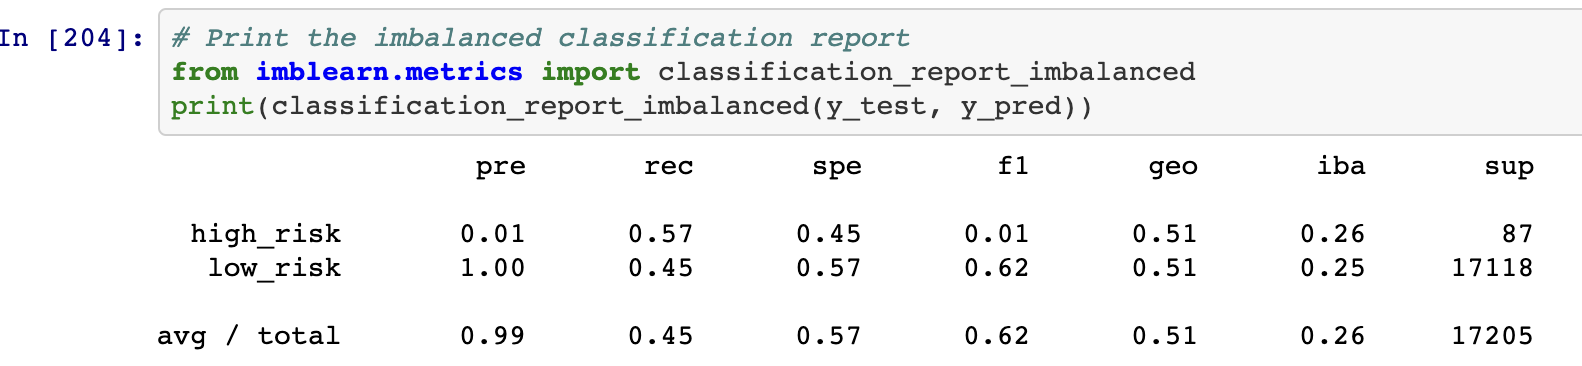 In [204]:
# Print the imbalanced classification report
from imblearn.metrics import classification_report_imbalanced
print(classification_report_imbalanced(y_test, y_pred))
pre rec spe f1 geo iba sup
high_risk 0.01 0.57 0.45 0.01 0.51 0.26 87
low_risk 1.00 0.45 0.57 0.62 0.51 0.25 17118
avg / total 0.99 0.45 0.57 0.62 0.51 0.26 17205